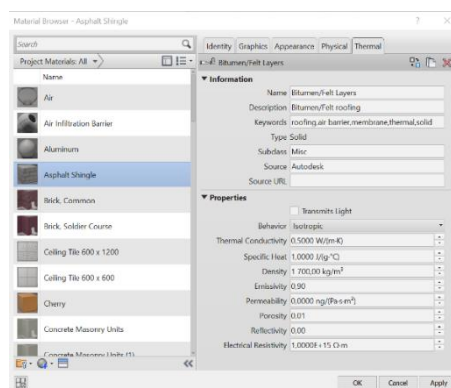 Material Browser - Asphalt Shingle
? ×
Search
Project Materials: All
Name
Air
Air Infiltration Barrier
Aluminum
Asphalt Shingle
Brick, Common
Brick, Soldier Course
Ceiling Tile 600 x 1200
Ceiling Tile 600 x 600
Cherry
Concrete Masonry Units
Concrete Masonry Units (1)
Identity Graphics Appearance Physical Thermal
Bitumen/Felt Layers
▼ Information
Name Bitumen/Felt Layers
Description Bitumen/Felt roofing
Keywords roofing,air barrier,membrane,thermal,solid
Type Solid
Subclass Misc
Source Autodesk
Source URL
▼ Properties
Transmits Light
Behavior Isotropic
Thermal Conductivity 0,5000 W/(m·K)
Specific Heat 1,0000 J/(g·°C)
Density 1 700,00 kg/m³
Emissivity 0,90
Permeability 0,0000 ng/(Pa·s·m²)
Porosity 0,01
Reflectivity 0,00
Electrical Resistivity 1,0000E+15 Ω·m
OK Cancel Apply